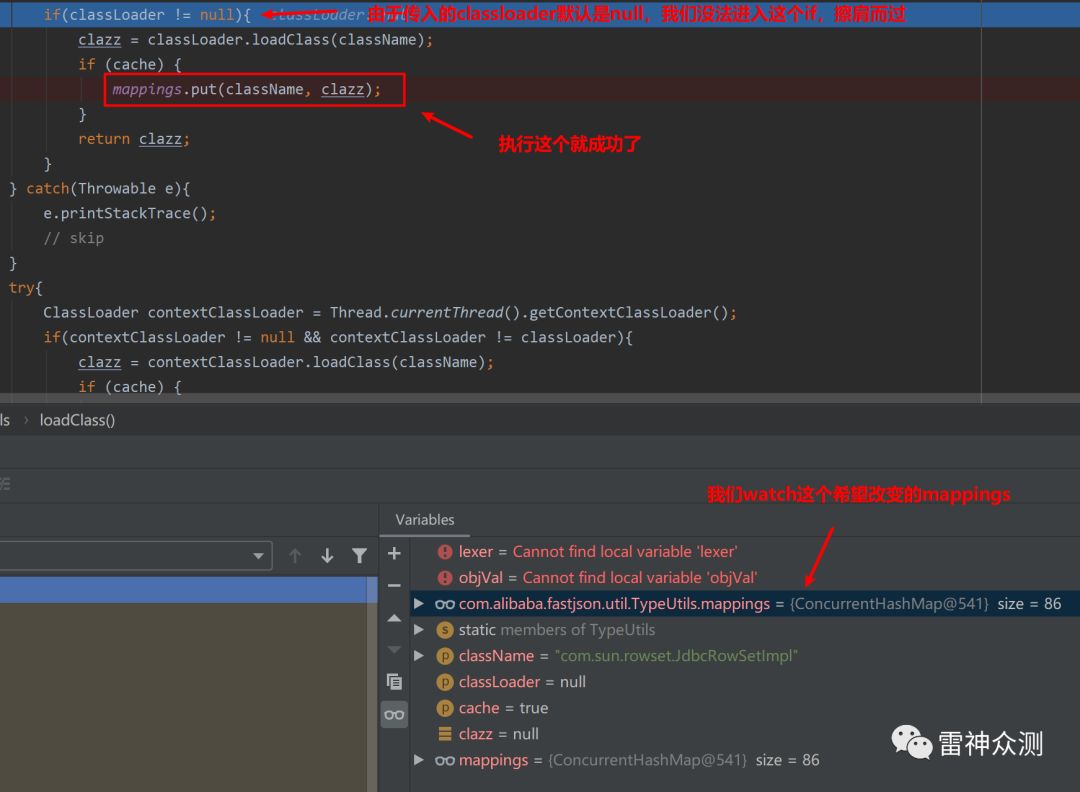 if(classLoader != null){ classLoader: 由于传入的classloader默认是null，我们没法进入这个if，擦肩而过
clazz = classLoader.loadClass(className);
if (cache) {
mappings.put(className, clazz);
}
执行这个就成功了
return clazz;
}
} catch(Throwable e){
e.printStackTrace();
// skip
}
try{
ClassLoader contextClassLoader = Thread.currentThread().getContextClassLoader();
if(contextClassLoader != null && contextClassLoader != classLoader){
clazz = contextClassLoader.loadClass(className);
if (cache) {
ls › loadClass()
我们watch这个希望改变的mappings
Variables
lexer = Cannot find local variable 'lexer'
objVal = Cannot find local variable 'objVal'
com.alibaba.fastjson.util.TypeUtils.mappings = {ConcurrentHashMap@541} size = 86
static members of TypeUtils
className = "com.sun.rowset.JdbcRowSetImpl"
classLoader = null
cache = true
clazz = null
mappings = {ConcurrentHashMap@541} size = 86
雷神众测